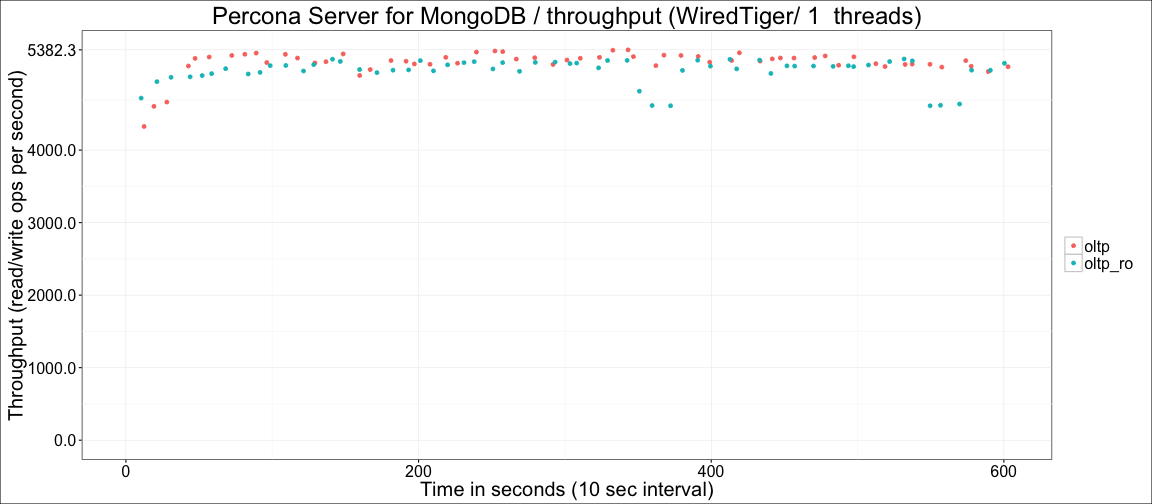 Percona Server for MongoDB / throughput (WiredTiger/ 1  threads)
Throughput (read/write ops per second)
5382.3
4000.0
3000.0
2000.0
1000.0
0.0
0 200 400 600
Time in seconds (10 sec interval)
oltp
oltp_ro